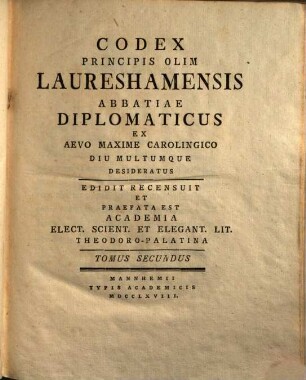 CODEX
PRINCIPIS OLIM
LAURESHAMENSIS
ABBATIAE
DIPLOMATICUS
EX
AEVO MAXIME CAROLINGICO
DIU MULTUMQUE
DESIDERATUS
EDIDIT RECENSUIT
ET
PRAEFATA EST
ACADEMIA
ELECT. SCIENT. ET ELEGANT. LIT.
THEODORO-PALATINA
TOMUS SECUNDUS
MANNHEMII
TYPIS ACADEMICIS
MDCCLXVIII.